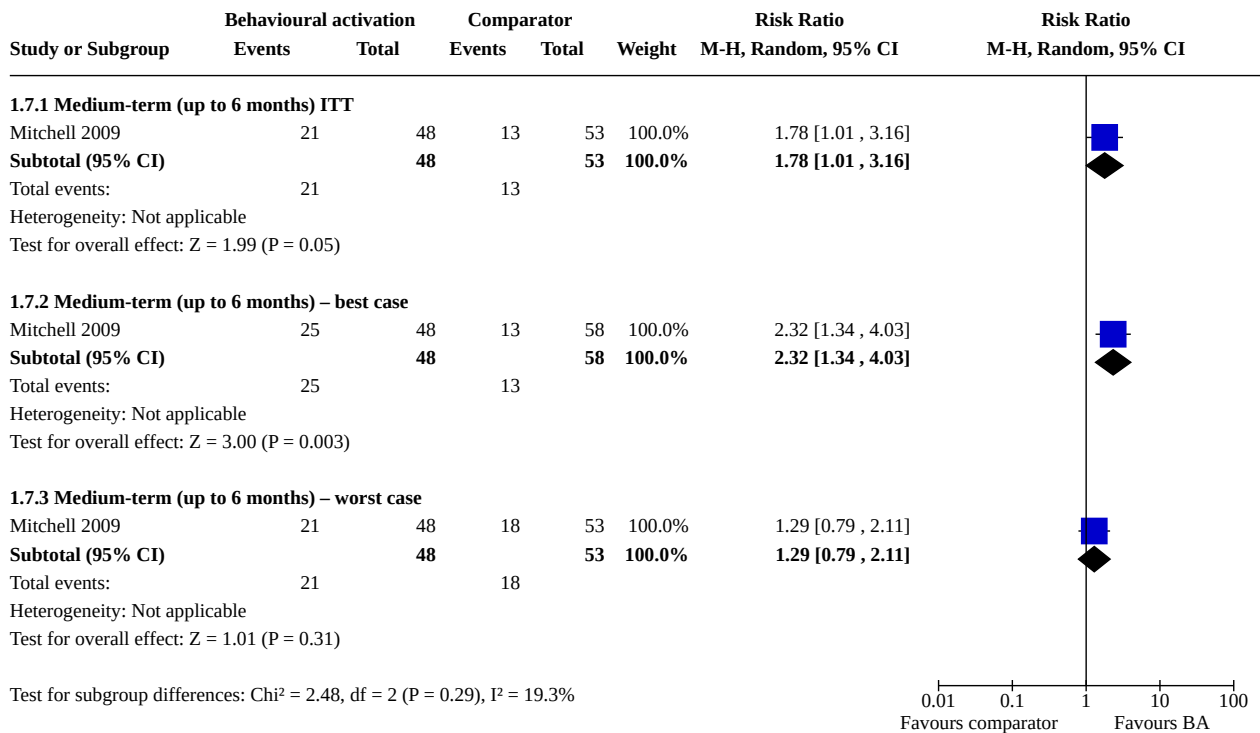 Behavioural activation Comparator Risk Ratio Risk Ratio
Study or Subgroup Events Total Events Total Weight M-H, Random, 95% CI M-H, Random, 95% CI
1.7.1 Medium-term (up to 6 months) ITT
Mitchell 2009 21 48 13 53 100.0% 1.78 [1.01 , 3.16]
Subtotal (95% CI) 48 53 100.0% 1.78 [1.01 , 3.16]
Total events: 21 13
Heterogeneity: Not applicable
Test for overall effect: Z = 1.99 (P = 0.05)
1.7.2 Medium-term (up to 6 months) – best case
Mitchell 2009 25 48 13 58 100.0% 2.32 [1.34 , 4.03]
Subtotal (95% CI) 48 58 100.0% 2.32 [1.34 , 4.03]
Total events: 25 13
Heterogeneity: Not applicable
Test for overall effect: Z = 3.00 (P = 0.003)
1.7.3 Medium-term (up to 6 months) – worst case
Mitchell 2009 21 48 18 53 100.0% 1.29 [0.79 , 2.11]
Subtotal (95% CI) 48 53 100.0% 1.29 [0.79 , 2.11]
Total events: 21 18
Heterogeneity: Not applicable
Test for overall effect: Z = 1.01 (P = 0.31)
Test for subgroup differences: Chi² = 2.48, df = 2 (P = 0.29), I² = 19.3%
0.01 0.1 1 10 100
Favours comparator Favours BA